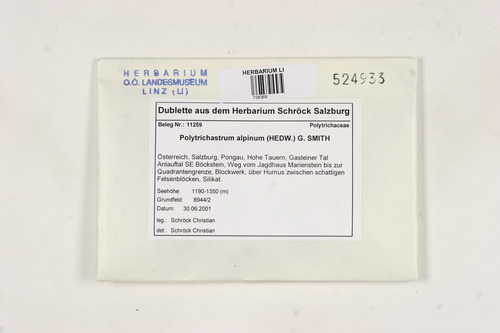 HERBARIUM
O.Ö. LANDESMUSEUM
LINZ (LI)
HERBARIUM LI
524933
Dublette aus dem Herbarium Schröck Salzburg
Beleg Nr.: 11259 Polytrichaceae
Polytrichastrum alpinum (HEDW.) G. SMITH
Österreich, Salzburg, Pongau, Hohe Tauern, Gasteiner Tal
Anlauftal SE Böckstein, Weg vom Jagdhaus Marienstein bis zur
Quadrantengrenze, Blockwerk, über Humus zwischen schattigen
Felsenblöcken, Silikat.
Seehöhe: 1190-1350 (m)
Grundfeld: 8944/2
Datum: 30.06.2001
leg.: Schröck Christian
det.: Schröck Christian